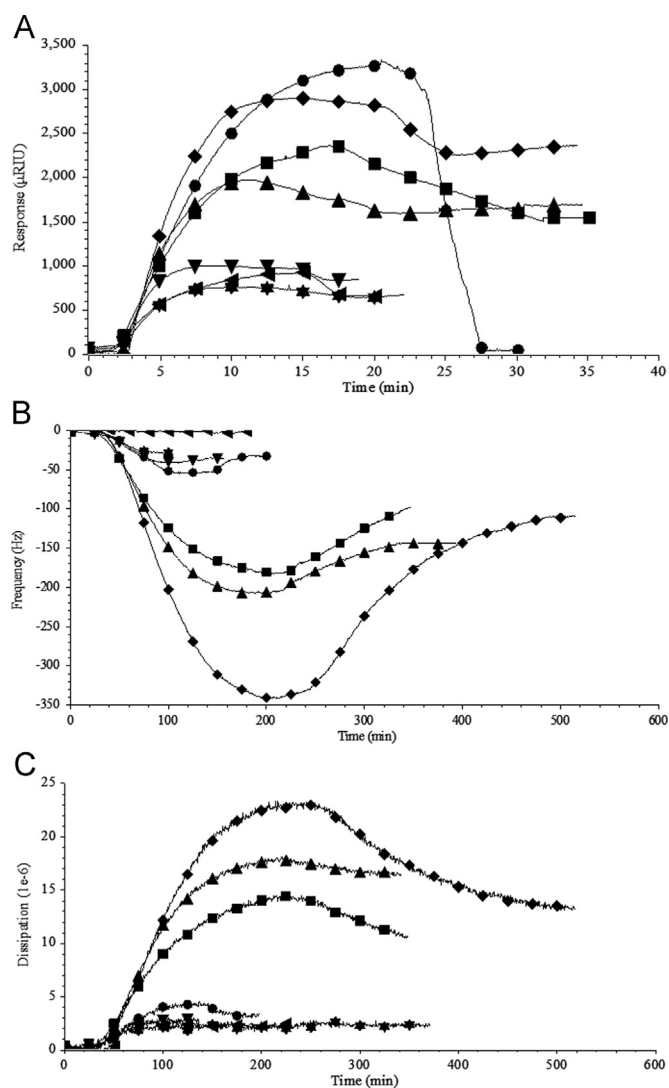 A
3,500
3,000
2,500
2,000
1,500
1,000
500
0
Response (μRIU)
0 5 10 15 20 25 30 35 40
Time (min)
B
0
-50
-100
-150
-200
-250
-300
-350
Frequency (Hz)
0 100 200 300 400 500 600
Time (min)
C
25
20
15
10
5
0
Dissipation (1e-6)
0 100 200 300 400 500 600
Time (min)